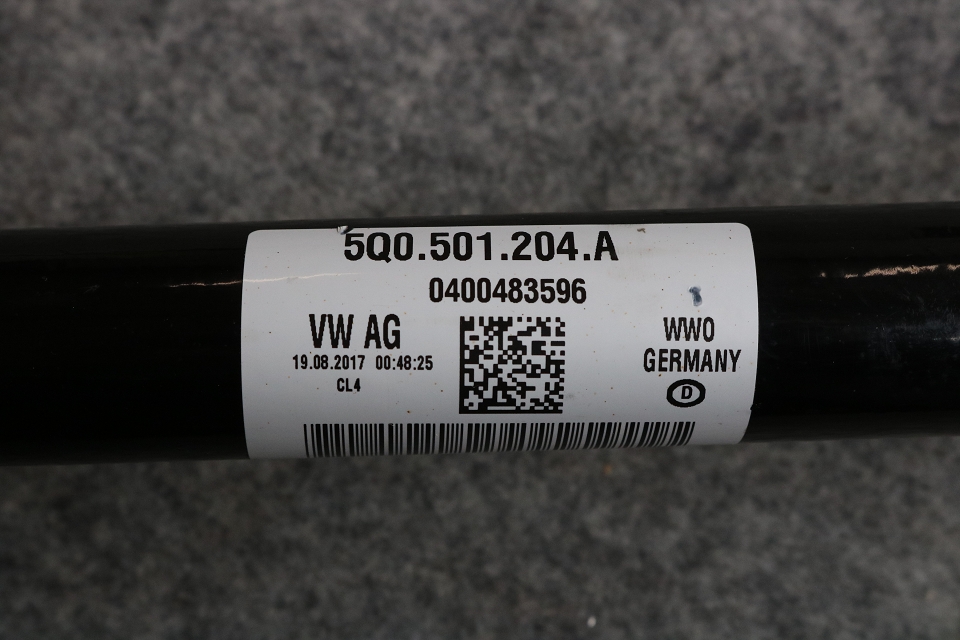 5Q0.501.204.A
0400483596
VW AG
19.08.2017 00:48:25
CL4
WWO
GERMANY
D